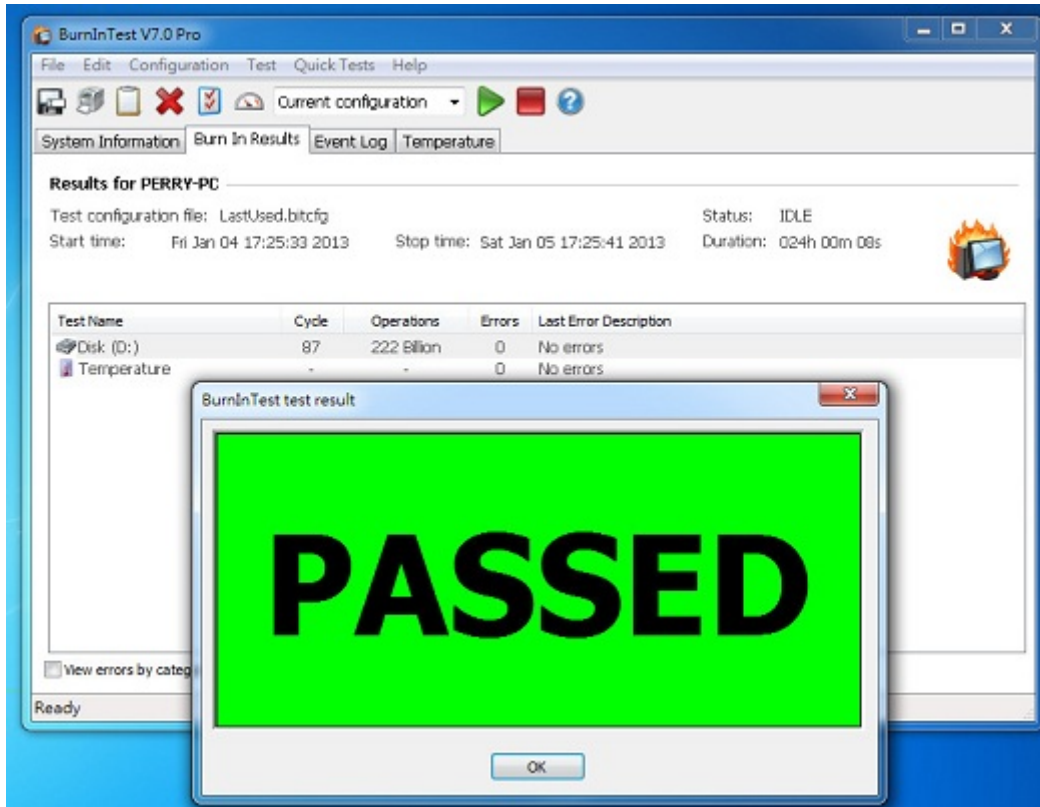 BurnInTest V7.0 Pro
File Edit Configuration Test Quick Tests Help
Current configuration
System Information Burn In Results Event Log Temperature
Results for PERRY-PC
Test configuration file: LastUsed.bitcfg Status: IDLE
Start time: Fri Jan 04 17:25:33 2013 Stop time: Sat Jan 05 17:25:41 2013 Duration: 024h 00m 08s
Test Name Cycle Operations Errors Last Error Description
Disk (D:) 87 222 Billion 0 No errors
Temperature - - 0 No errors
BurnInTest test result
PASSED
View errors by categ
Ready
OK